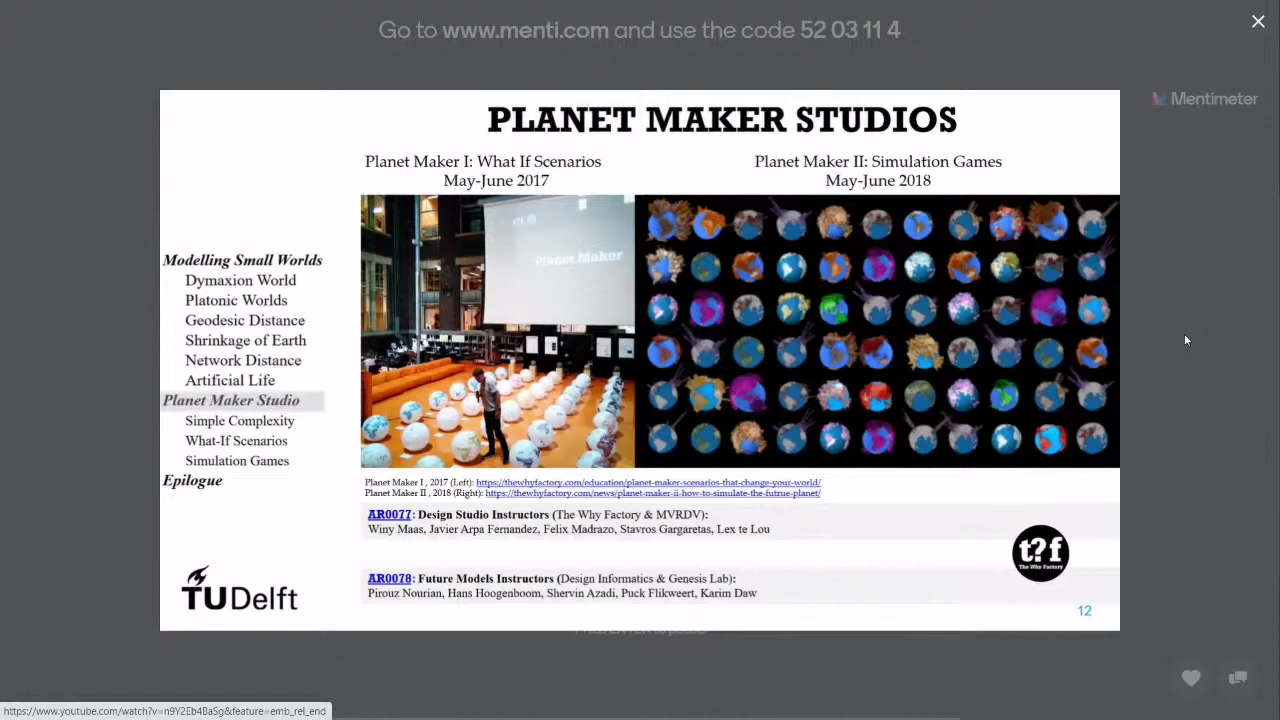 Go to www.menti.com and use the code 52 03 11 4
Mentimeter
PLANET MAKER STUDIOS
Planet Maker I: What If Scenarios
May-June 2017
Planet Maker II: Simulation Games
May-June 2018
Planet Maker
Modelling Small Worlds
Dymaxion World
Platonic Worlds
Geodesic Distance
Shrinkage of Earth
Network Distance
Artificial Life
Planet Maker Studio
Simple Complexity
What-If Scenarios
Simulation Games
Epilogue
Planet Maker I , 2017 (Left): https://thewhyfactory.com/education/planet-maker-scenarios-that-change-your-world/
Planet Maker II , 2018 (Right): https://thewhyfactory.com/news/planet-maker-ii-how-to-simulate-the-futrue-planet/
AR0077: Design Studio Instructors (The Why Factory & MVRDV):
Winy Maas, Javier Arpa Fernandez, Felix Madrazo, Stavros Gargaretas, Lex te Lou
t?f
The Why Factory
AR0078: Future Models Instructors (Design Informatics & Genesis Lab):
Pirouz Nourian, Hans Hoogenboom, Shervin Azadi, Puck Flikweert, Karim Daw
TUDelft
12
https://www.youtube.com/watch?v=n9Y2Eb4BaSg&feature=emb_rel_end